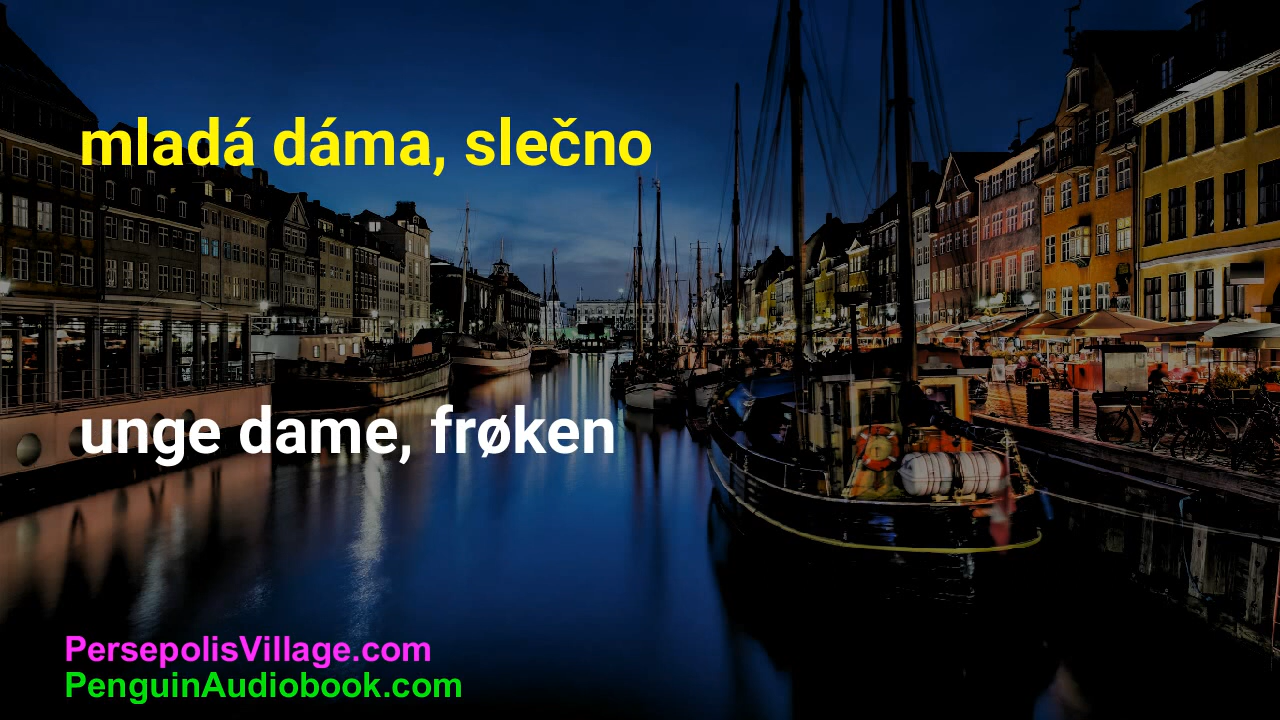 mladá dáma, slečno
unge dame, frøken
PersepolisVillage.com
PenguinAudiobook.com